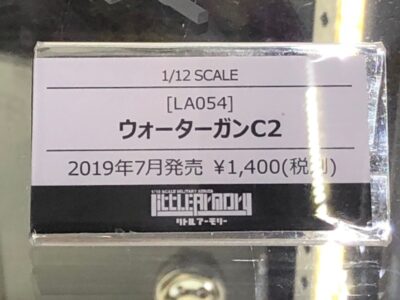 1/12 SCALE
[LA054]
ウォーターガンC2
2019年7月発売 ¥1,400(税別)
1/12 SCALE MILITARY SERIES
LITTLEARMORY
リトルアーモリー